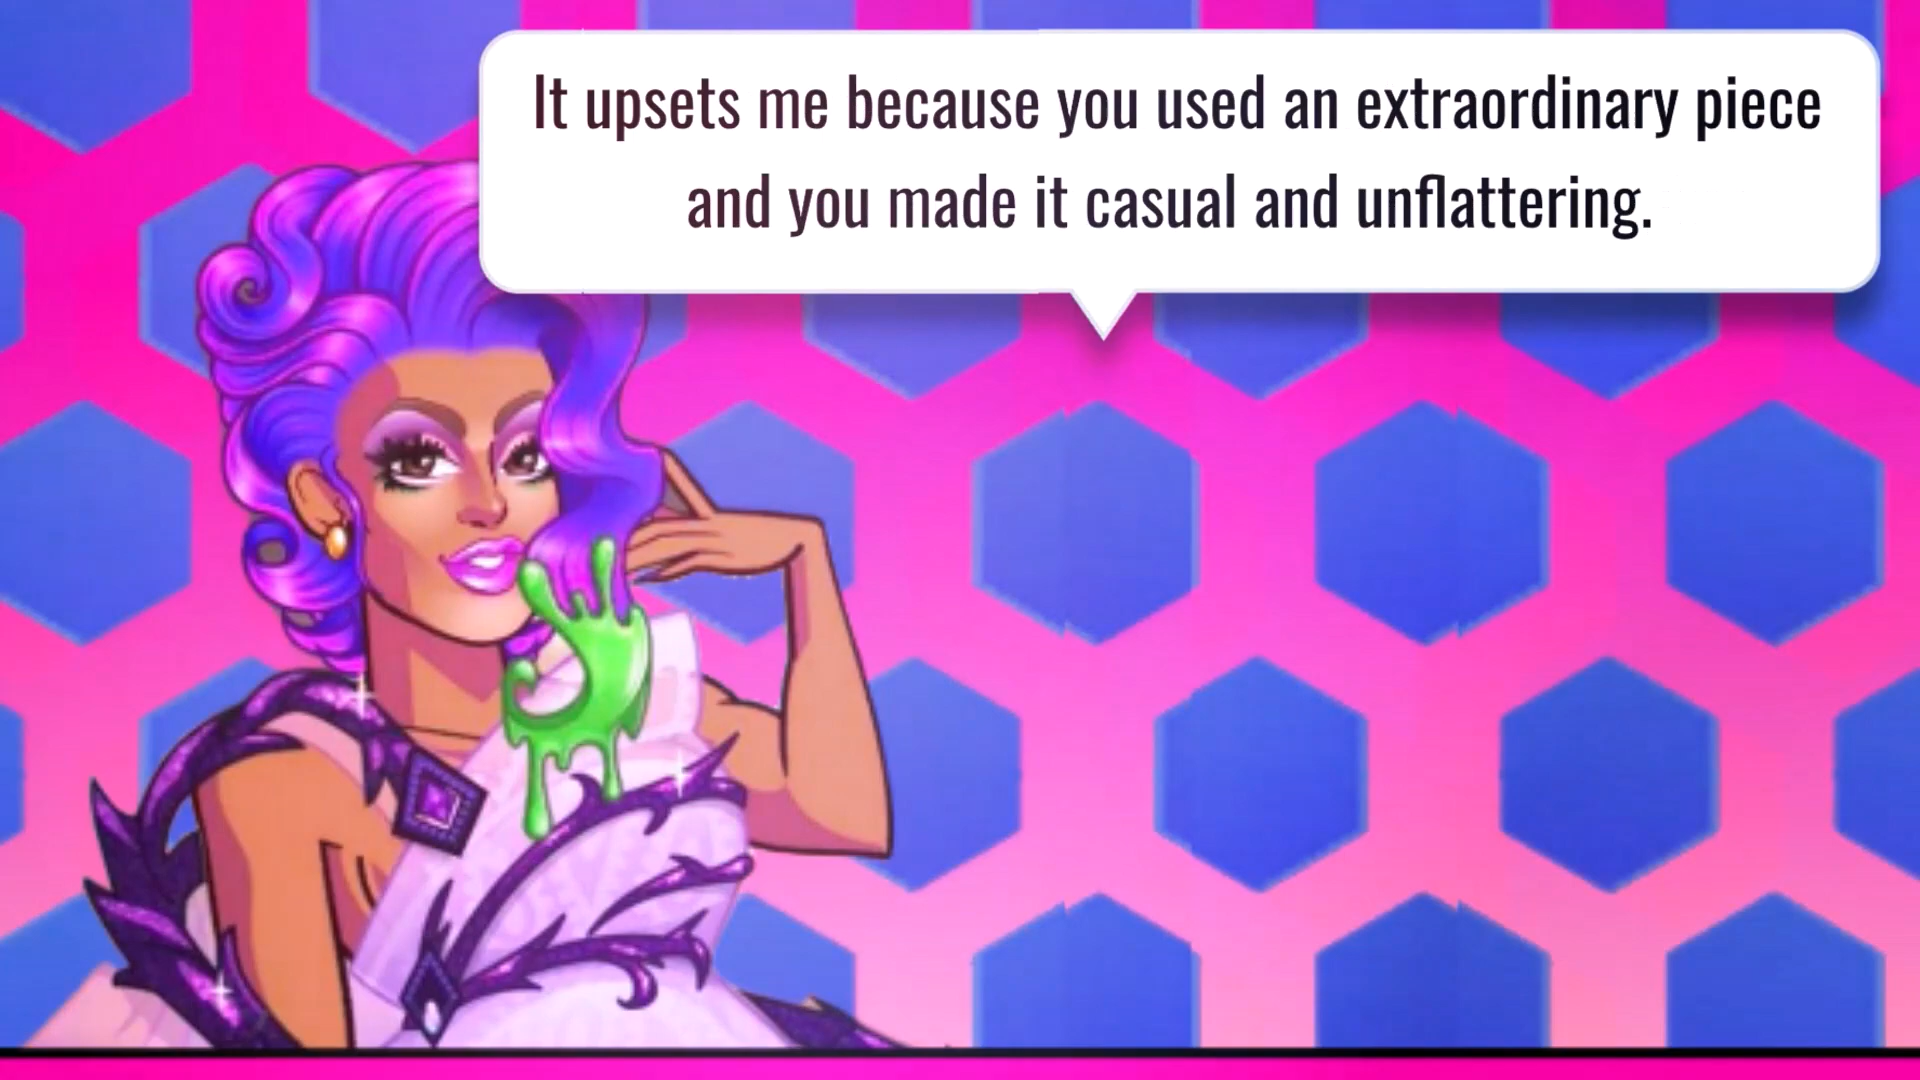 It upsets me because you used an extraordinary piece
and you made it casual and unflattering.